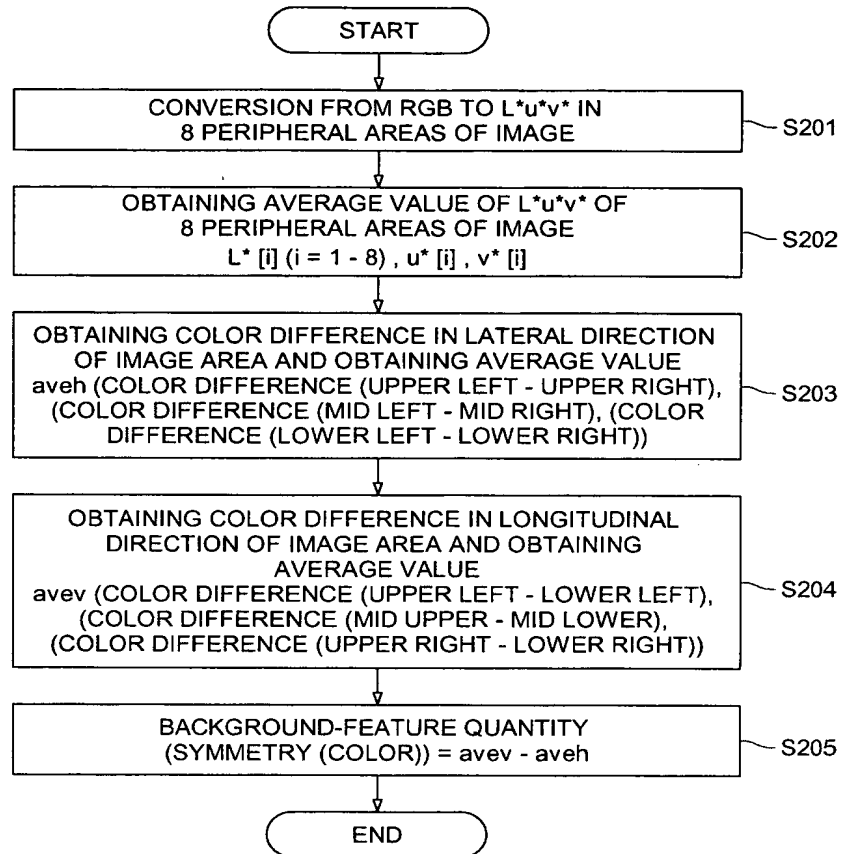 START
CONVERSION FROM RGB TO L*u*v* IN
8 PERIPHERAL AREAS OF IMAGE
S201
OBTAINING AVERAGE VALUE OF L*u*v* OF
8 PERIPHERAL AREAS OF IMAGE
L* [i] (i = 1 - 8) , u* [i] , v* [i]
S202
OBTAINING COLOR DIFFERENCE IN LATERAL DIRECTION
OF IMAGE AREA AND OBTAINING AVERAGE VALUE
aveh (COLOR DIFFERENCE (UPPER LEFT - UPPER RIGHT),
(COLOR DIFFERENCE (MID LEFT - MID RIGHT), (COLOR
DIFFERENCE (LOWER LEFT - LOWER RIGHT))
S203
OBTAINING COLOR DIFFERENCE IN LONGITUDINAL
DIRECTION OF IMAGE AREA AND OBTAINING
AVERAGE VALUE
avev (COLOR DIFFERENCE (UPPER LEFT - LOWER LEFT),
(COLOR DIFFERENCE (MID UPPER - MID LOWER),
(COLOR DIFFERENCE (UPPER RIGHT - LOWER RIGHT))
S204
BACKGROUND-FEATURE QUANTITY
(SYMMETRY (COLOR)) = avev - aveh
S205
END